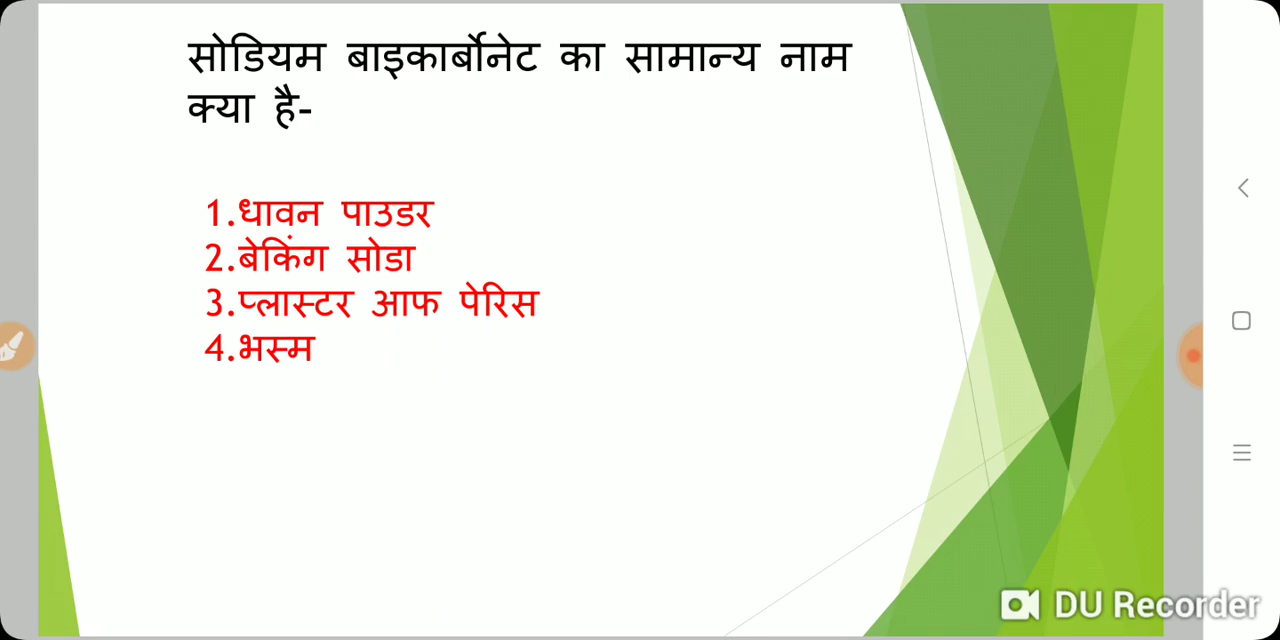 सोडियम बाइकार्बोनेट का सामान्य नाम
क्या है-
1.धावन पाउडर
2.बेकिंग सोडा
3.प्लास्टर आफ पेरिस
4.भस्म
DU Recorder